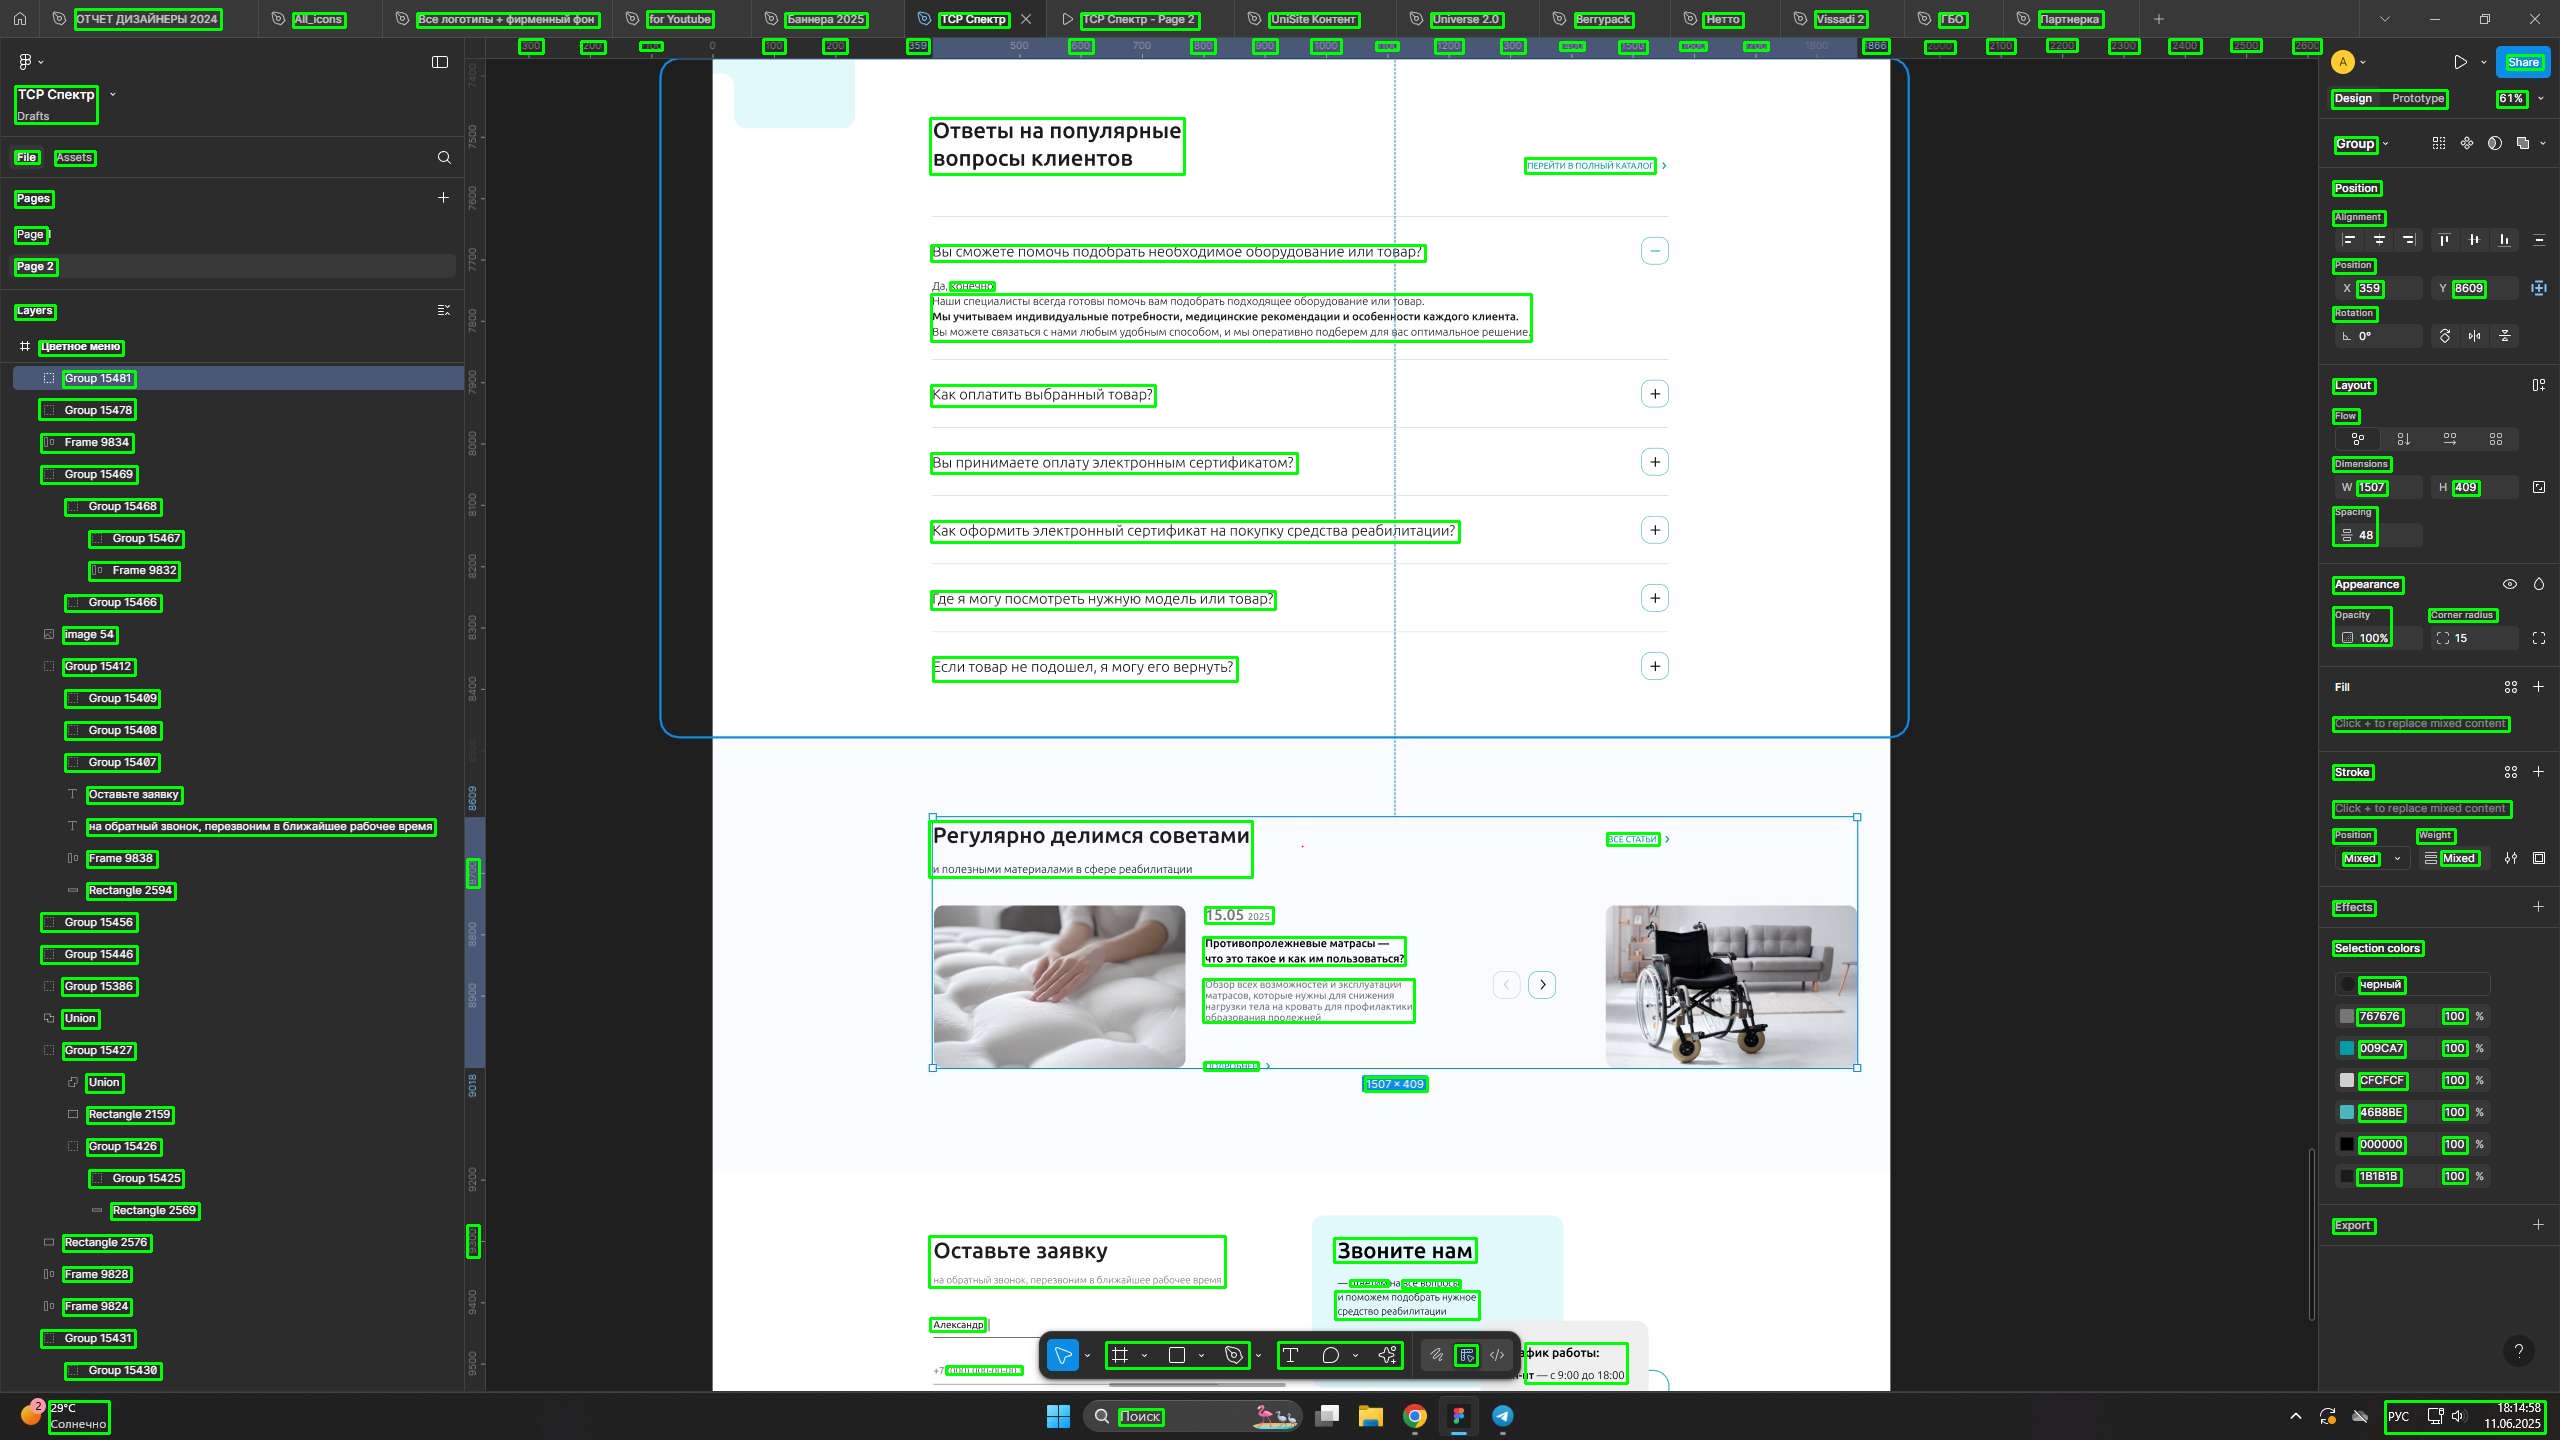 ОТЧЕТ ДИЗАЙНЕРЫ 2024
All_icons
Все логотипы + фирменный фон
for Youtube
Баннера 2025
ТСР Спектр
ТСР Спектр - Page 2
UniSite Контент
Universe 2.0
Berrypack
Нетто
Vissadi 2
ГБО
Партнерка
ТСР Спектр
Drafts
File
Assets
Pages
Page
Page 2
Layers
Цветное меню
Group 15481
Group 15478
Frame 9834
Group 15469
Group 15468
Group 15467
Frame 9832
Group 15466
image 54
Group 15412
Group 15409
Group 15408
Group 15407
Оставьте заявку
на обратный звонок, перезвоним в ближайшее рабочее время
Frame 9838
Rectangle 2594
Group 15456
Group 15446
Group 15386
Union
Group 15427
Union
Rectangle 2159
Group 15426
Group 15425
Rectangle 2569
Rectangle 2576
Frame 9828
Frame 9824
Group 15431
Group 15430
300 200 0 100 200 359 500 600 700 800 900 1000 1200 1500 1800 1866 2000 2100 2200 2300 2400 2500 2600
7400
7500
7600
7700
7800
7900
8000
8100
8200
8300
8400
8609
8800
8900
9018
9200
9300
9400
9500
Ответы на популярные
вопросы клиентов
ПЕРЕЙТИ В ПОЛНЫЙ КАТАЛОГ
Вы сможете помочь подобрать необходимое оборудование или товар?
Да, конечно
Наши специалисты всегда готовы помочь вам подобрать подходящее оборудование или товар.
Мы учитываем индивидуальные потребности, медицинские рекомендации и особенности каждого клиента.
Вы можете связаться с нами любым удобным способом, и мы оперативно подберем для вас оптимальное решение.
Как оплатить выбранный товар?
Вы принимаете оплату электронным сертификатом?
Как оформить электронный сертификат на покупку средства реабилитации?
Где я могу посмотреть нужную модель или товар?
Если товар не подошел, я могу его вернуть?
Регулярно делимся советами
и полезными материалами в сфере реабилитации
ВСЕ СТАТЬИ
15.05 2025
Противопролежневые матрасы —
что это такое и как им пользоваться?
Обзор всех возможностей и эксплуатации
матрасов, которые нужны для снижения
нагрузки тела на кровать для профилактики
образования пролежней
1507 × 409
Оставьте заявку
на обратный звонок, перезвоним в ближайшее рабочее время
Александр
+7
Звоните нам
— ответим на все вопросы
и поможем подобрать нужное
средство реабилитации
афик работы:
н-пт — с 9:00 до 18:00
A
Share
Design
Prototype
61%
Group
Position
Alignment
Position
X 359
Y 8609
Rotation
0°
Layout
Flow
Dimensions
W 1507
H 409
Spacing
48
Appearance
Opacity
Corner radius
100%
15
Fill
Click + to replace mixed content
Stroke
Click + to replace mixed content
Position
Weight
Mixed
Mixed
Effects
Selection colors
черный
767676 100 %
009CA7 100 %
CFCFCF 100 %
46B8BE 100 %
000000 100 %
1B1B1B 100 %
Export
?
2
29°C
Солнечно
Поиск
РУС
18:14:58
11.06.2025